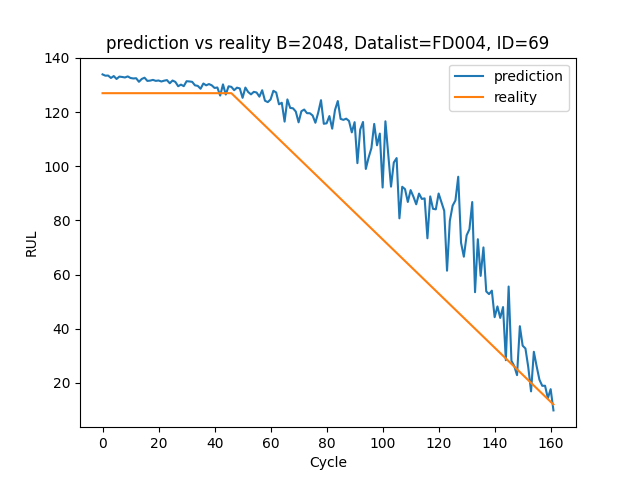 prediction vs reality B=2048, Datalist=FD004, ID=69
prediction
reality
140
120
100
80
60
40
20
RUL
0 20 40 60 80 100 120 140 160
Cycle